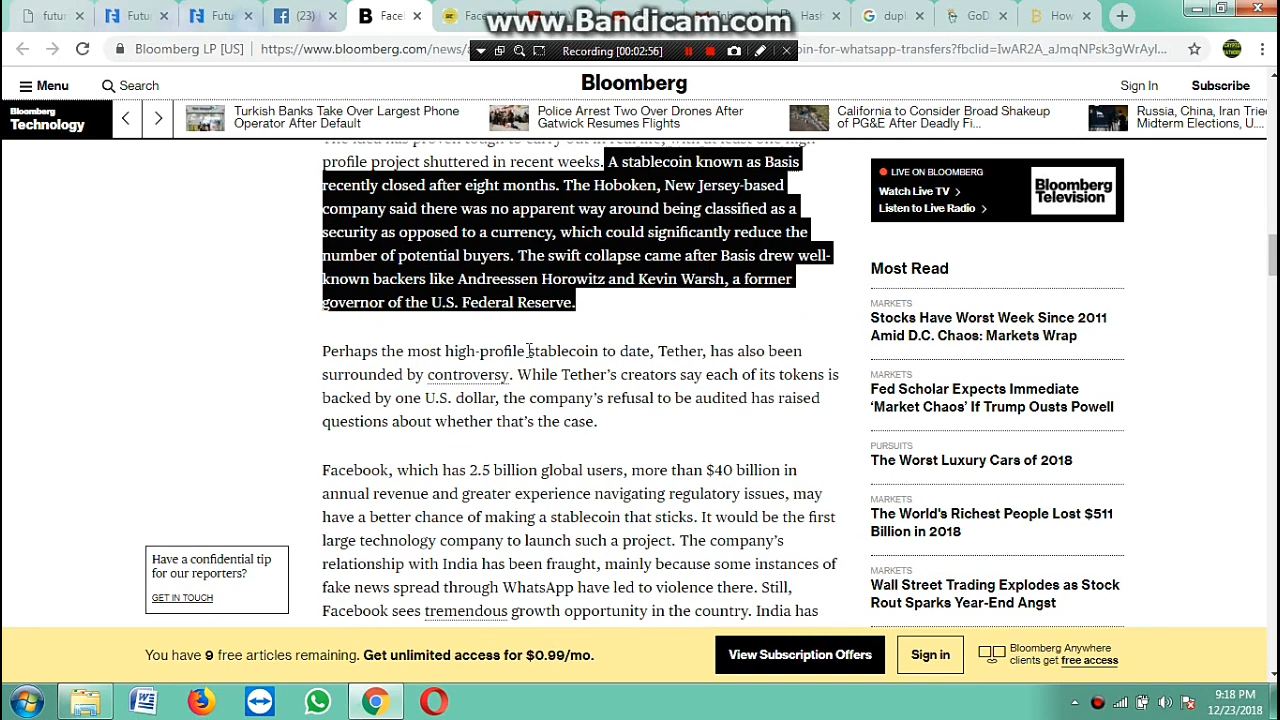 futur
Futur
Futur
(23)
Facel
Fac
Hash
dupl
GoD
How
www.Bandicam.com
Bloomberg LP [US]
https://www.bloomberg.com/news/a
in-for-whatsapp-transfers?fbclid=IwAR2A_aJmqNPsk3gWrAyl...
Recording [00:02:56]
Menu
Search
Bloomberg
Sign In
Subscribe
Bloomberg
Technology
Turkish Banks Take Over Largest Phone
Operator After Default
Police Arrest Two Over Drones After
Gatwick Resumes Flights
California to Consider Broad Shakeup
of PG&E After Deadly Fi...
Russia, China, Iran Tried
Midterm Elections, U.
The idea has proven tough to carry out in real life, with at least one high-
profile project shuttered in recent weeks. A stablecoin known as Basis
recently closed after eight months. The Hoboken, New Jersey-based
company said there was no apparent way around being classified as a
security as opposed to a currency, which could significantly reduce the
number of potential buyers. The swift collapse came after Basis drew well-
known backers like Andreessen Horowitz and Kevin Warsh, a former
governor of the U.S. Federal Reserve.
Perhaps the most high-profile stablecoin to date, Tether, has also been
surrounded by controversy. While Tether's creators say each of its tokens is
backed by one U.S. dollar, the company's refusal to be audited has raised
questions about whether that's the case.
Facebook, which has 2.5 billion global users, more than $40 billion in
annual revenue and greater experience navigating regulatory issues, may
have a better chance of making a stablecoin that sticks. It would be the first
large technology company to launch such a project. The company's
relationship with India has been fraught, mainly because some instances of
fake news spread through WhatsApp have led to violence there. Still,
Facebook sees tremendous growth opportunity in the country. India has
Have a confidential tip
for our reporters?
GET IN TOUCH
LIVE ON BLOOMBERG
Watch Live TV
Listen to Live Radio
Bloomberg
Television
Most Read
MARKETS
Stocks Have Worst Week Since 2011
Amid D.C. Chaos: Markets Wrap
MARKETS
Fed Scholar Expects Immediate
'Market Chaos' If Trump Ousts Powell
PURSUITS
The Worst Luxury Cars of 2018
MARKETS
The World's Richest People Lost $511
Billion in 2018
MARKETS
Wall Street Trading Explodes as Stock
Rout Sparks Year-End Angst
You have 9 free articles remaining. Get unlimited access for $0.99/mo.
View Subscription Offers
Sign in
Bloomberg Anywhere
clients get free access
9:18 PM
12/23/2018